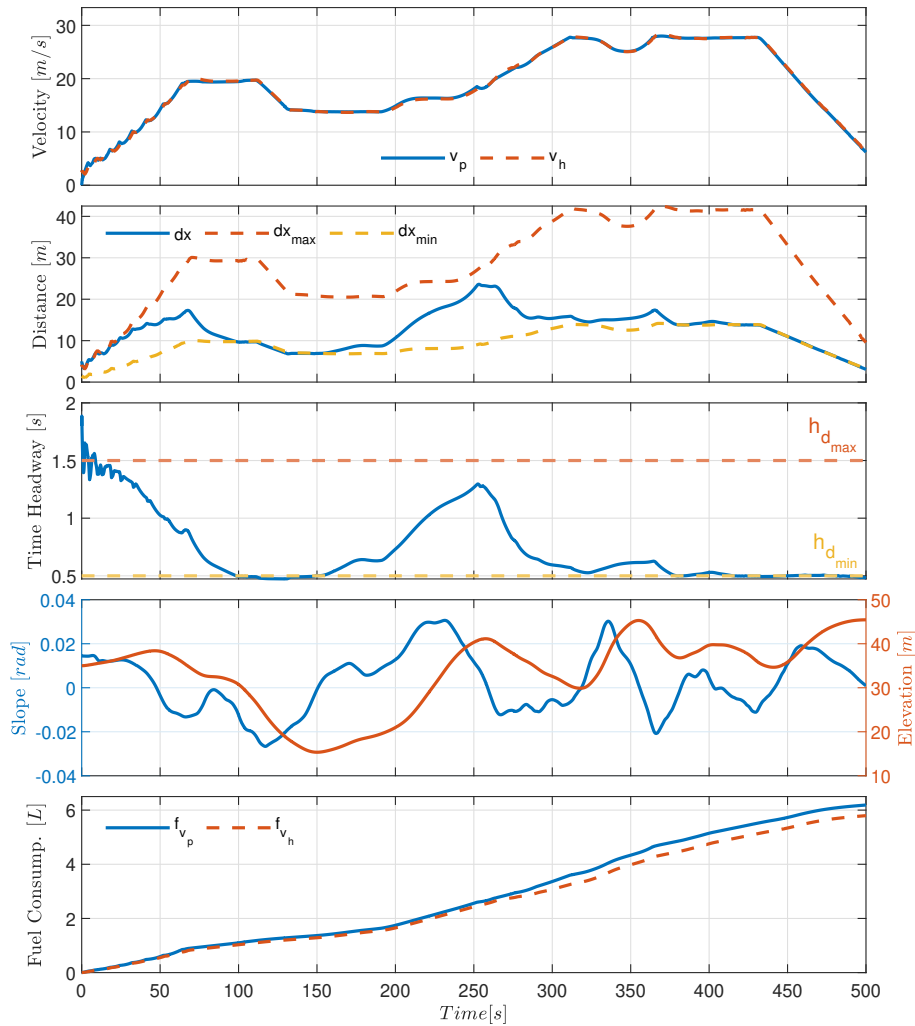 Velocity [m/s]
30
20
10
0
v_p v_h
Distance [m]
40
30
20
10
0
dx dx_max dx_min
Time Headway [s]
2
1.5
1
0.5
h_d_max
h_d_min
Slope [rad]
0.04
0.02
0
-0.02
-0.04
50
40
30
20
10
Elevation [m]
Fuel Consump. [L]
6
4
2
0
f_v_p f_v_h
0 50 100 150 200 250 300 350 400 450 500
Time[s]